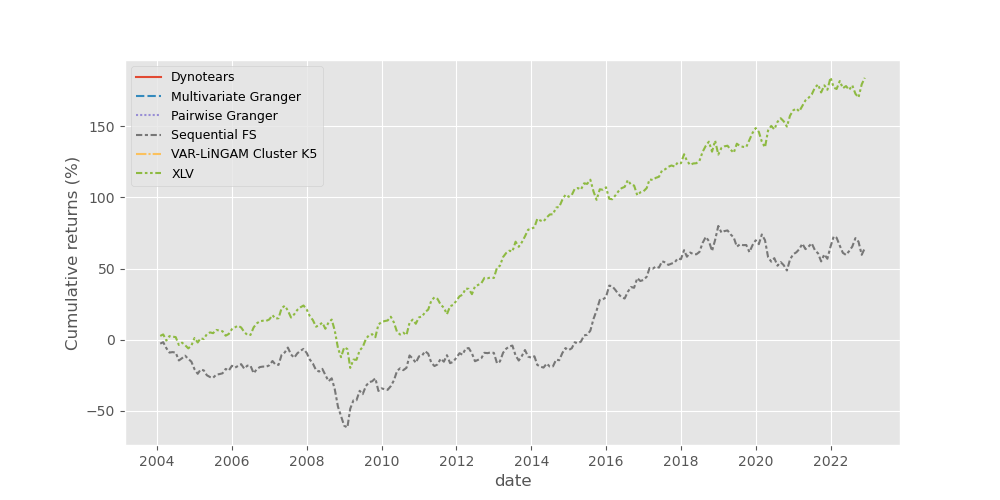 Dynotears
Multivariate Granger
Pairwise Granger
Sequential FS
VAR-LiNGAM Cluster K5
XLV
Cumulative returns (%)
150
100
50
0
−50
2004 2006 2008 2010 2012 2014 2016 2018 2020 2022
date